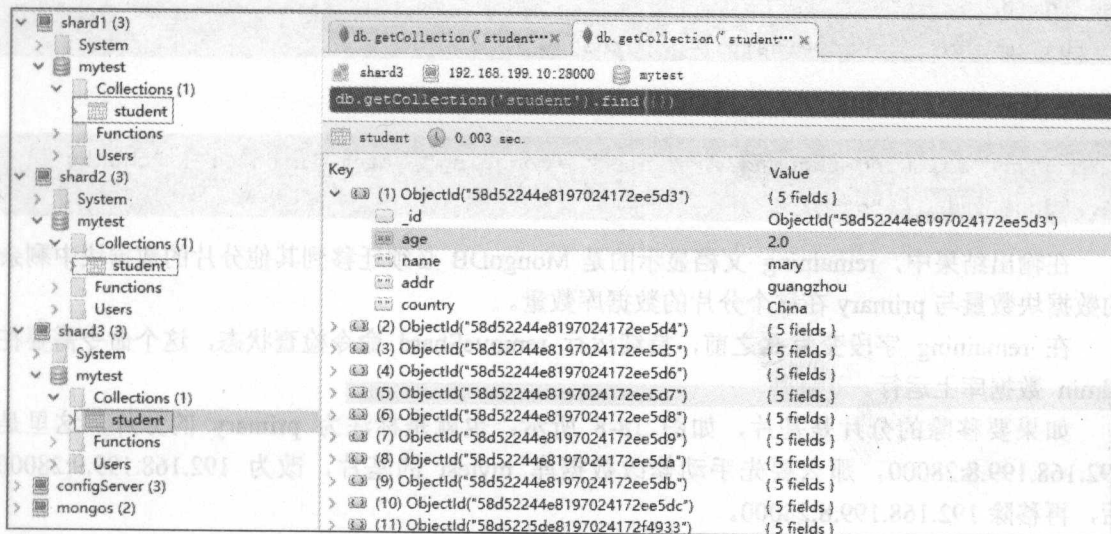 shard1 (3)
System
mytest
Collections (1)
student
Functions
Users
shard2 (3)
System
mytest
Collections (1)
student
Functions
Users
shard3 (3)
System
mytest
Collections (1)
student
Functions
Users
configServer (3)
mongos (2)
db.getCollection('student··· × db.getCollection('student··· ×
shard3 192.168.199.10:28000 mytest
db.getCollection('student').find({})
student 0.003 sec.
Key Value
(1) ObjectId("58d52244e8197024172ee5d3") { 5 fields }
_id ObjectId("58d52244e8197024172ee5d3")
age 2.0
name mary
addr guangzhou
country China
(2) ObjectId("58d52244e8197024172ee5d4") { 5 fields }
(3) ObjectId("58d52244e8197024172ee5d5") { 5 fields }
(4) ObjectId("58d52244e8197024172ee5d6") { 5 fields }
(5) ObjectId("58d52244e8197024172ee5d7") { 5 fields }
(6) ObjectId("58d52244e8197024172ee5d8") { 5 fields }
(7) ObjectId("58d52244e8197024172ee5d9") { 5 fields }
(8) ObjectId("58d52244e8197024172ee5da") { 5 fields }
(9) ObjectId("58d52244e8197024172ee5db") { 5 fields }
(10) ObjectId("58d52244e8197024172ee5dc") { 5 fields }
(11) ObjectId("58d5225de8194024172f4933") { 5 fields }